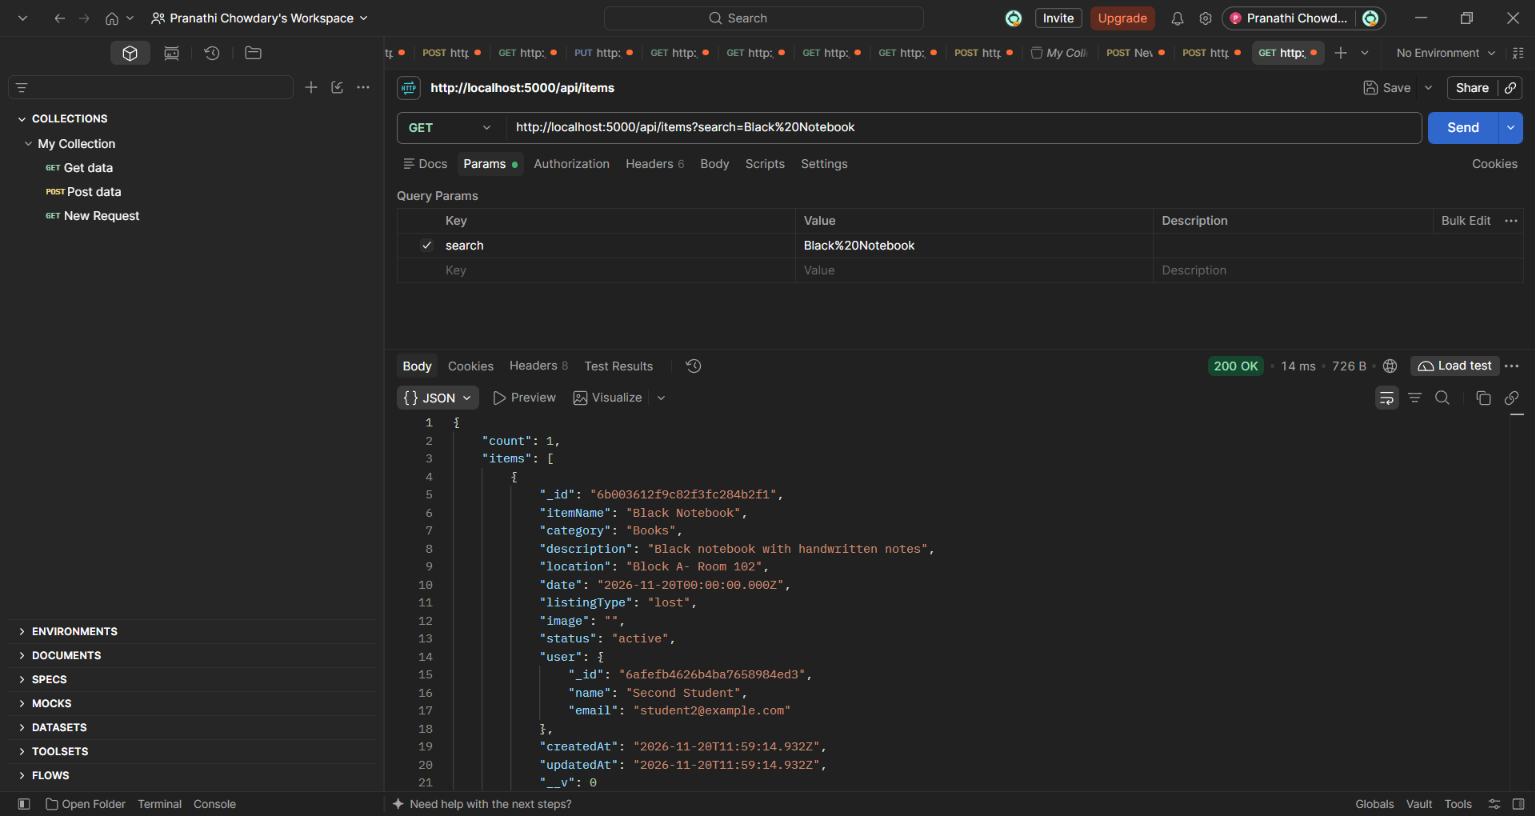 Pranathi Chowdary's Workspace
Search
Invite
Upgrade
Pranathi Chowd...
POST http
GET http:
PUT http:
GET http:
GET http:
GET http:
GET http:
POST http
My Coll
POST Nev
POST http
GET http:
No Environment
HTTP http://localhost:5000/api/items
Save
Share
COLLECTIONS
My Collection
GET Get data
POST Post data
GET New Request
GET http://localhost:5000/api/items?search=Black%20Notebook
Send
Docs Params Authorization Headers 6 Body Scripts Settings
Cookies
Query Params
Key Value Description Bulk Edit
search Black%20Notebook
Key Value Description
Body Cookies Headers 8 Test Results
200 OK • 14 ms • 726 B
Load test
{} JSON Preview Visualize
1 {
2 "count": 1,
3 "items": [
4 {
5 "_id": "6b003612f9c82f3fc284b2f1",
6 "itemName": "Black Notebook",
7 "category": "Books",
8 "description": "Black notebook with handwritten notes",
9 "location": "Block A- Room 102",
10 "date": "2026-11-20T00:00:00.000Z",
11 "listingType": "lost",
12 "image": "",
13 "status": "active",
14 "user": {
15 "_id": "6afefb4626b4ba7658984ed3",
16 "name": "Second Student",
17 "email": "student2@example.com"
18 },
19 "createdAt": "2026-11-20T11:59:14.932Z",
20 "updatedAt": "2026-11-20T11:59:14.932Z",
21 "__v": 0
ENVIRONMENTS
DOCUMENTS
SPECS
MOCKS
DATASETS
TOOLSETS
FLOWS
Open Folder Terminal Console
Need help with the next steps?
Globals Vault Tools